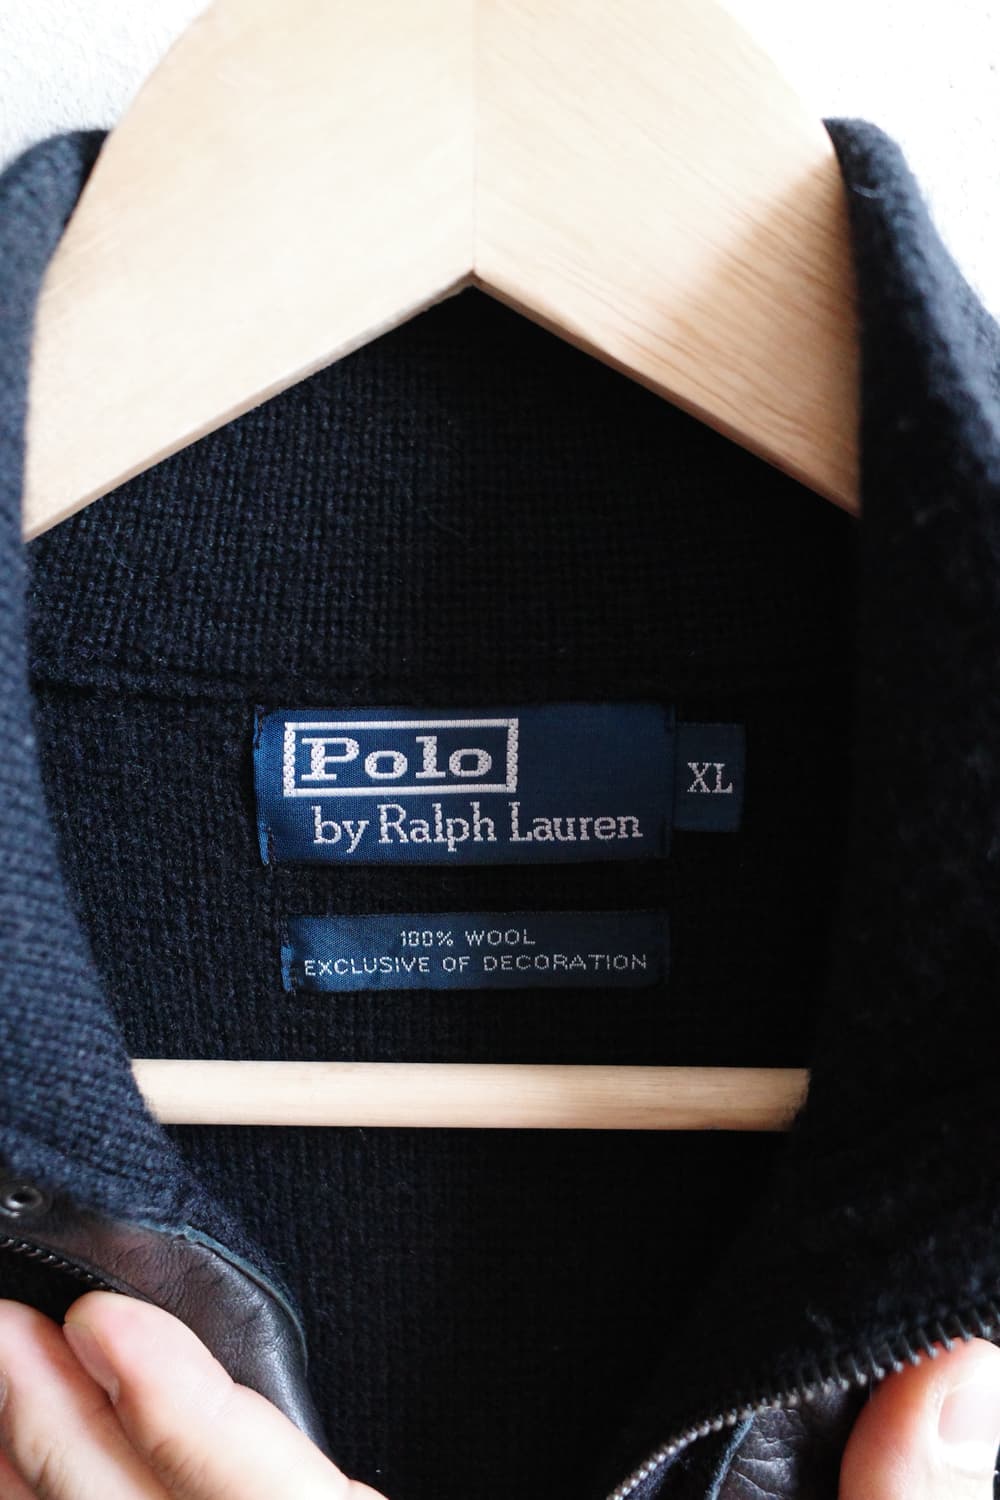 Polo
by Ralph Lauren
XL
100% WOOL
EXCLUSIVE OF DECORATION